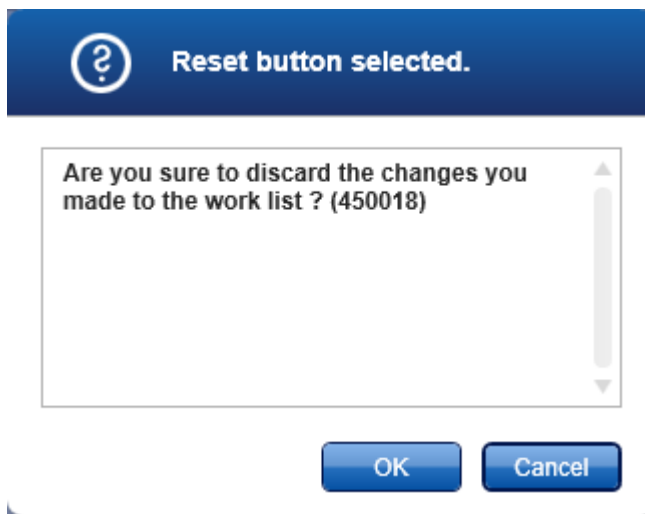 Reset button selected.
Are you sure to discard the changes you
made to the work list ? (450018)
OK
Cancel